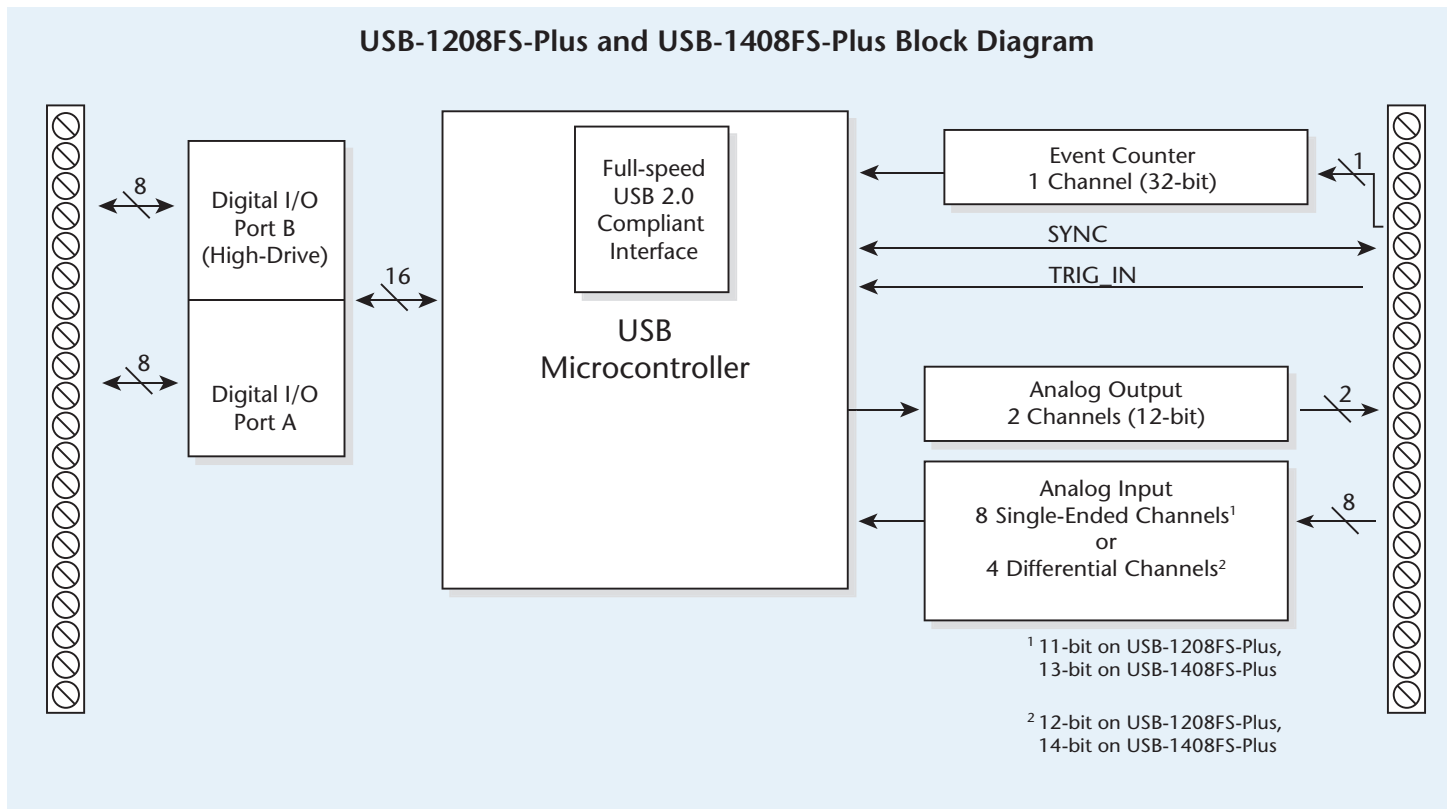 USB-1208FS-Plus and USB-1408FS-Plus Block Diagram
8
Digital I/O
Port B
(High-Drive)
8
Digital I/O
Port A
16
Full-speed
USB 2.0
Compliant
Interface
USB
Microcontroller
Event Counter
1 Channel (32-bit)
1
SYNC
TRIG_IN
Analog Output
2 Channels (12-bit)
2
Analog Input
8 Single-Ended Channels¹
or
4 Differential Channels²
8
¹ 11-bit on USB-1208FS-Plus,
13-bit on USB-1408FS-Plus
² 12-bit on USB-1208FS-Plus,
14-bit on USB-1408FS-Plus